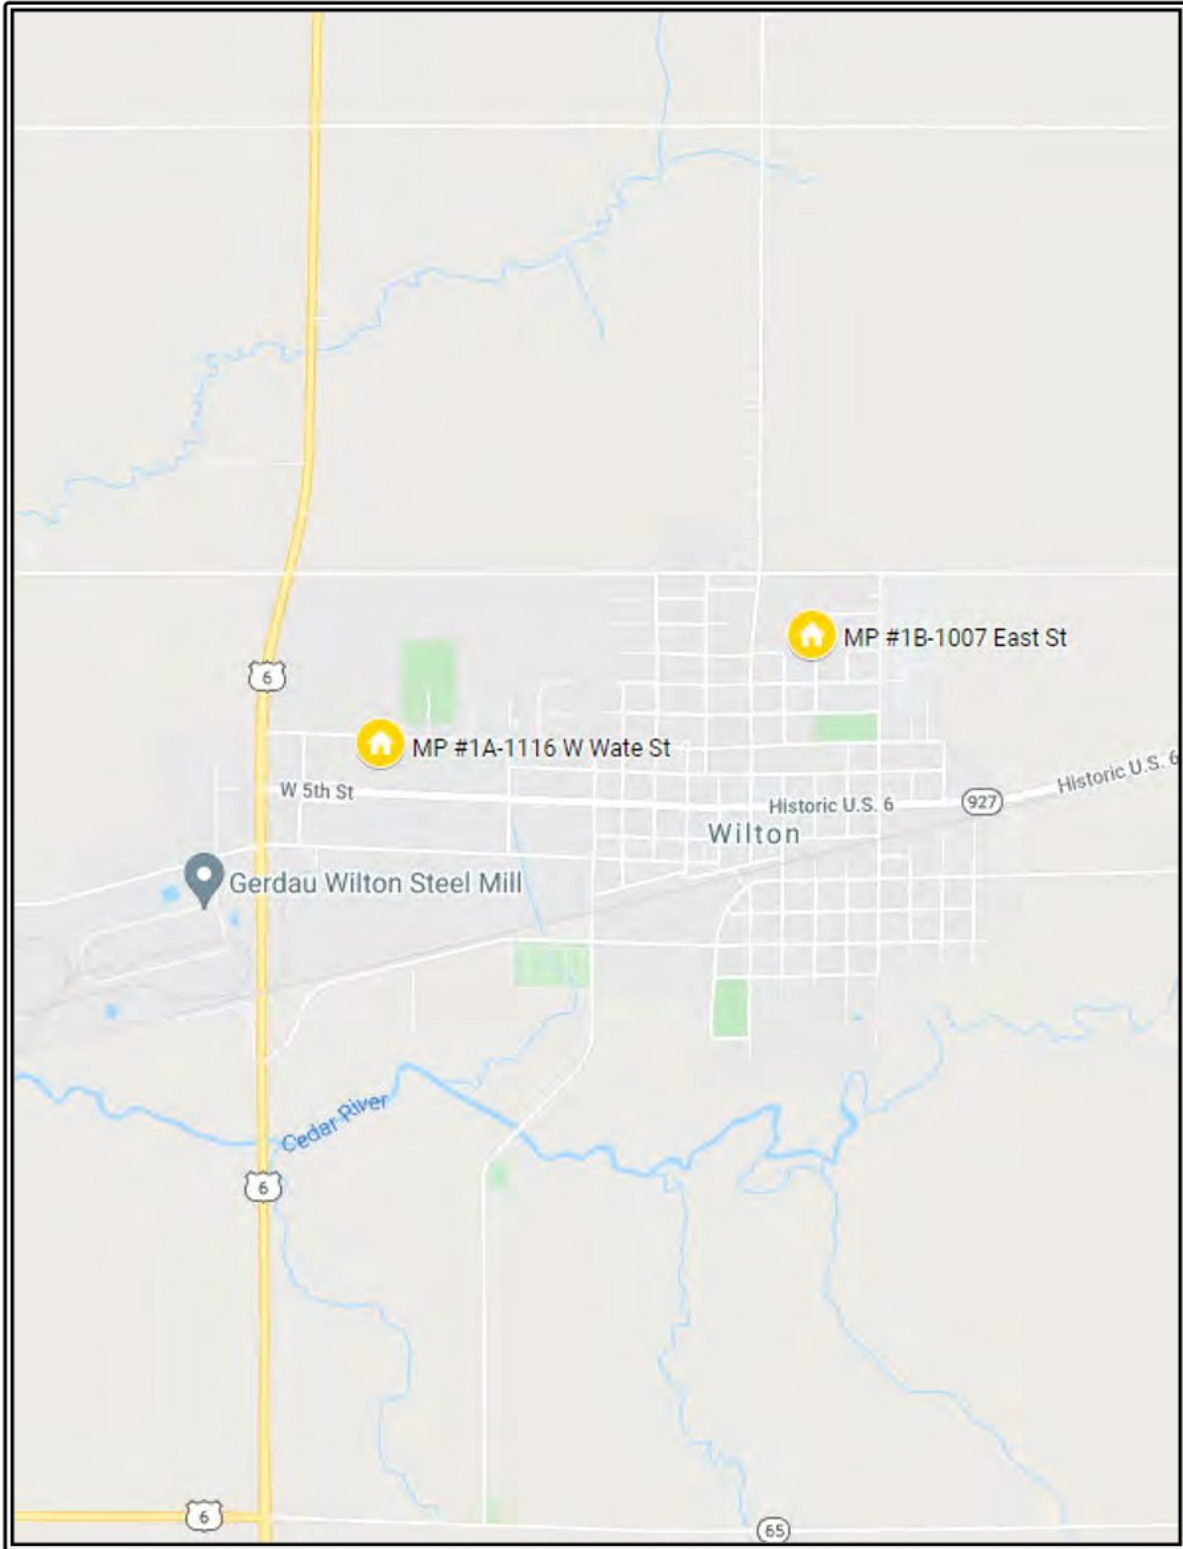 MP #1B-1007 East St
6
MP #1A-1116 W Wate St
Historic U.S. 6
W 5th St
Historic U.S. 6
927
Wilton
Gerdau Wilton Steel Mill
Cedar River
6
6
65